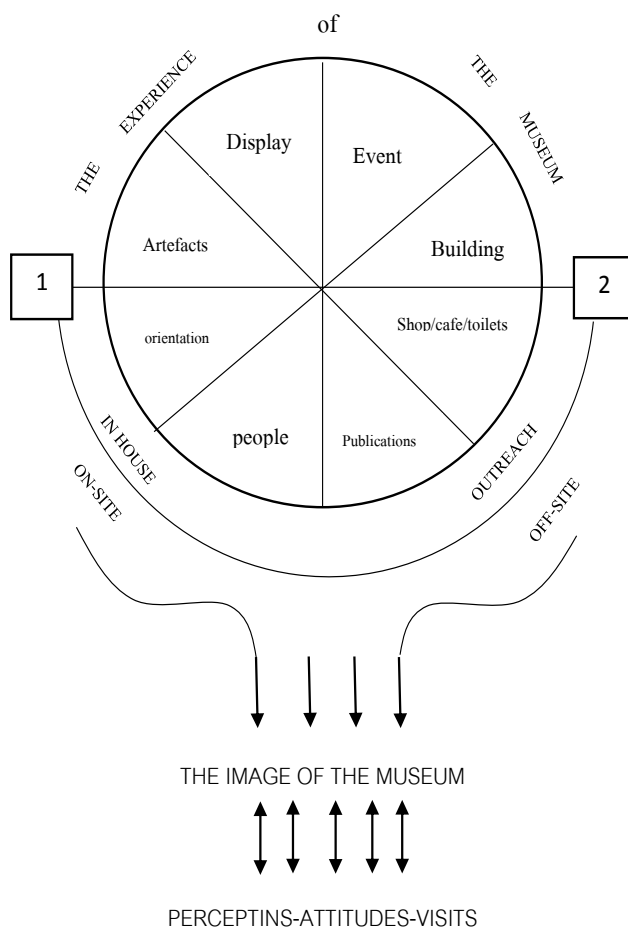 of
THE EXPERIENCE
THE MUSEUM
Display
Event
Artefacts
Building
1
2
orientation
Shop/cafe/toilets
people
Publications
IN HOUSE
OUTREACH
ON-SITE
OFF-SITE
THE IMAGE OF THE MUSEUM
PERCEPTINS-ATTITUDES-VISITS